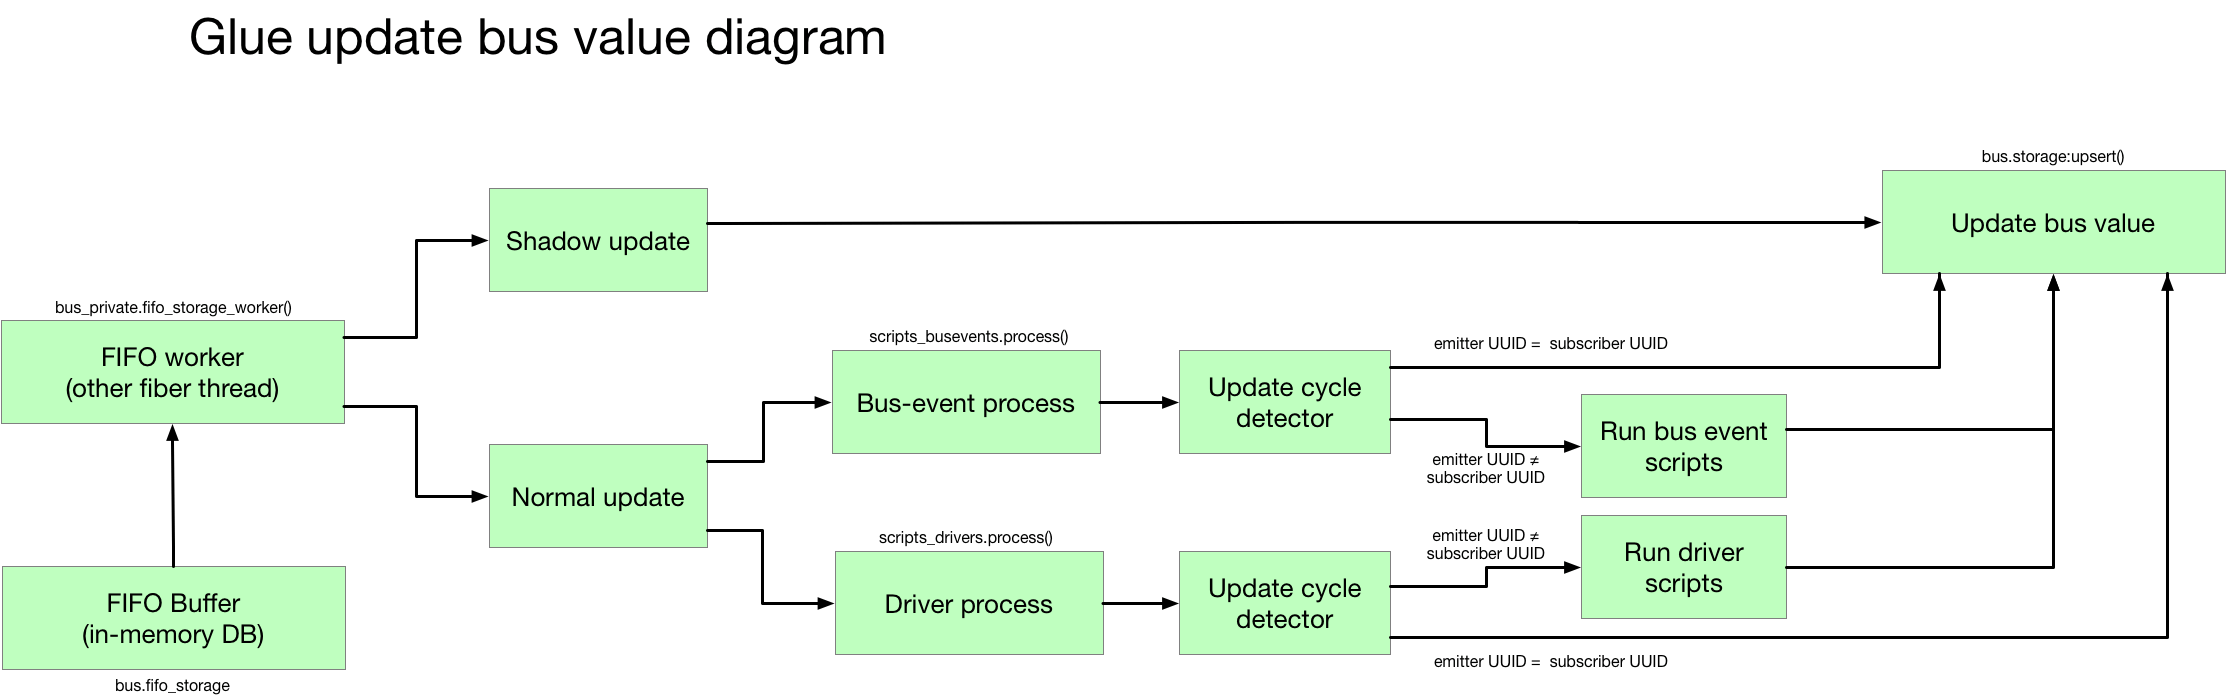 Glue update bus value diagram
bus.storage:upsert()
Update bus value
Shadow update
bus_private.fifo_storage_worker()
FIFO worker
(other fiber thread)
scripts_busevents.process()
Bus-event process
Update cycle
detector
emitter UUID =  subscriber UUID
emitter UUID ≠
subscriber UUID
Run bus event
scripts
Normal update
scripts_drivers.process()
Driver process
Update cycle
detector
emitter UUID ≠
subscriber UUID
Run driver
scripts
emitter UUID =  subscriber UUID
FIFO Buffer
(in-memory DB)
bus.fifo_storage